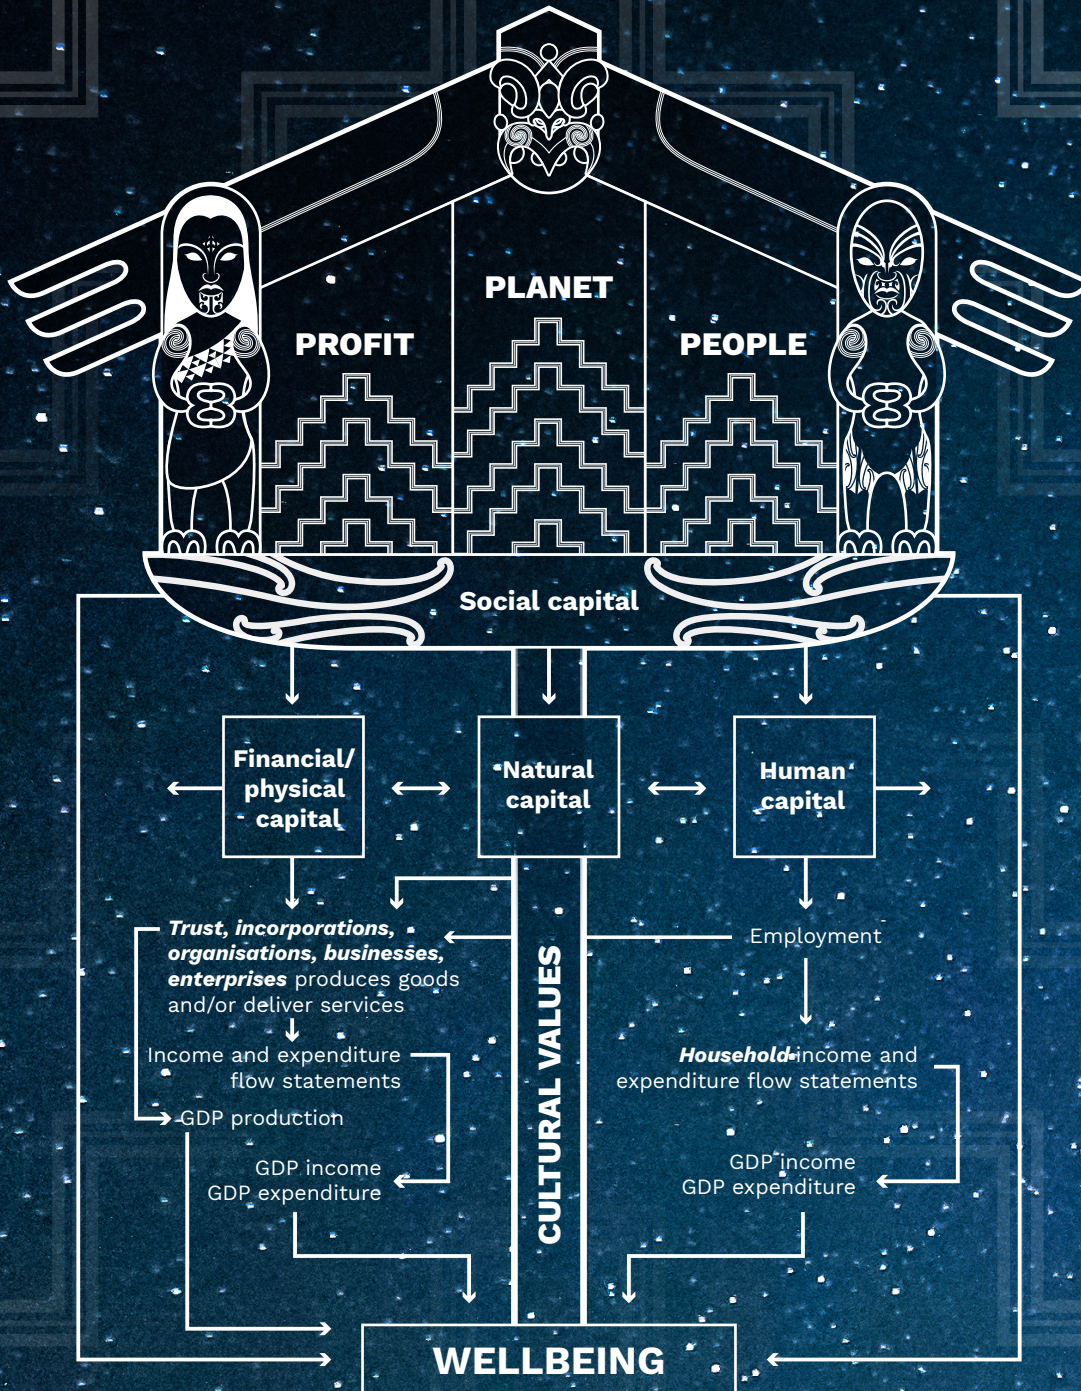 PLANET
PROFIT
PEOPLE
Social capital
Financial/
physical
capital
Natural
capital
Human
capital
Trust, incorporations,
organisations, businesses,
enterprises produces goods
and/or deliver services
Employment
Income and expenditure
flow statements
Household income and
expenditure flow statements
GDP production
GDP income
GDP expenditure
GDP income
GDP expenditure
CULTURAL VALUES
WELLBEING